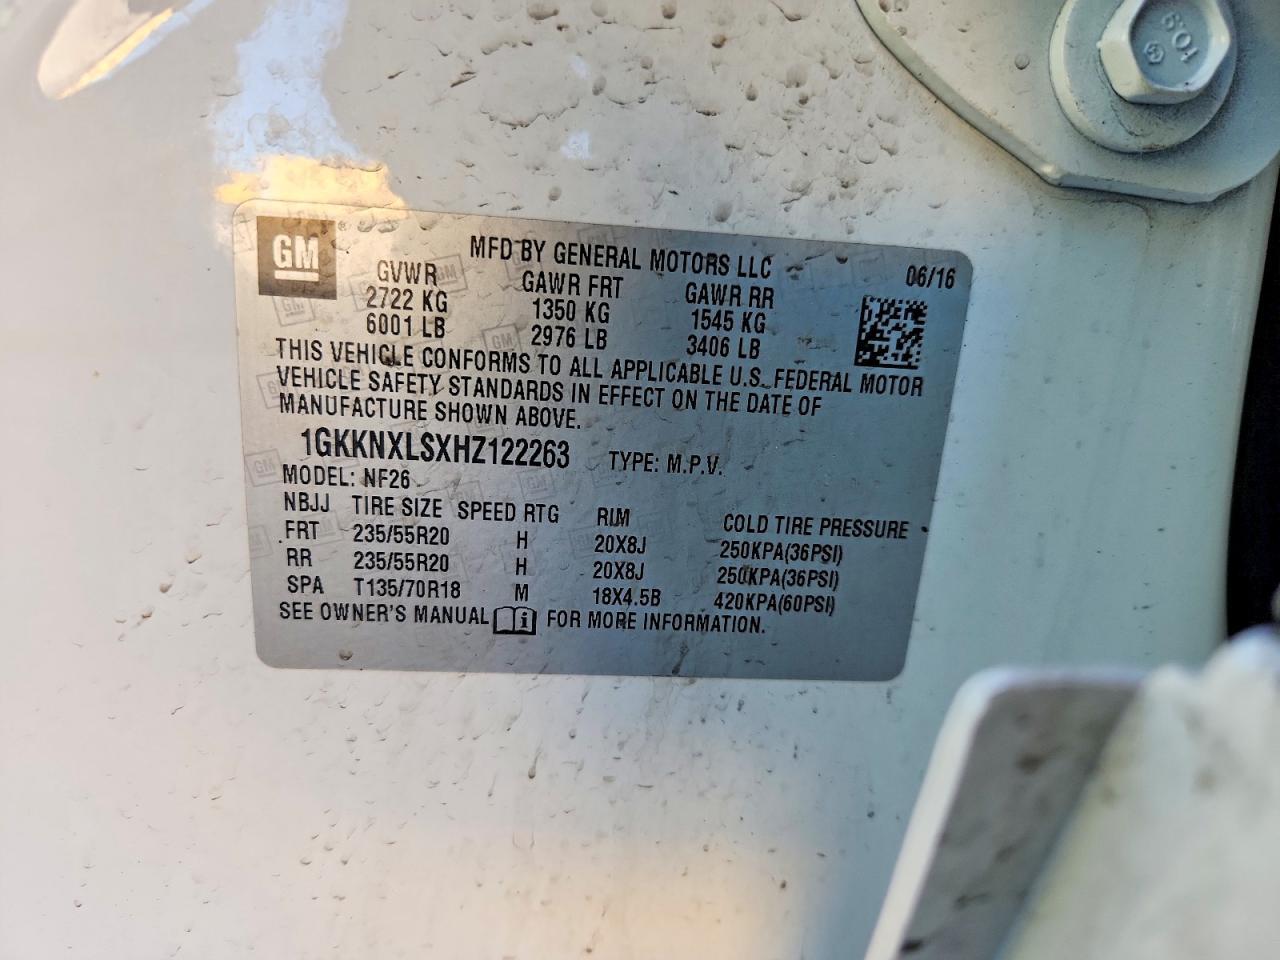 10.9
GM
MFD BY GENERAL MOTORS LLC 06/16
GVWR GAWR FRT GAWR RR
2722 KG 1350 KG 1545 KG
6001 LB 2976 LB 3406 LB
THIS VEHICLE CONFORMS TO ALL APPLICABLE U.S. FEDERAL MOTOR
VEHICLE SAFETY STANDARDS IN EFFECT ON THE DATE OF
MANUFACTURE SHOWN ABOVE.
1GKKNXLSXHZ122263 TYPE: M.P.V.
MODEL: NF26
NBJJ TIRE SIZE SPEED RTG RIM COLD TIRE PRESSURE
FRT 235/55R20 H 20X8J 250KPA(36PSI)
RR 235/55R20 H 20X8J 250KPA(36PSI)
SPA T135/70R18 M 18X4.5B 420KPA(60PSI)
SEE OWNER'S MANUAL i FOR MORE INFORMATION.